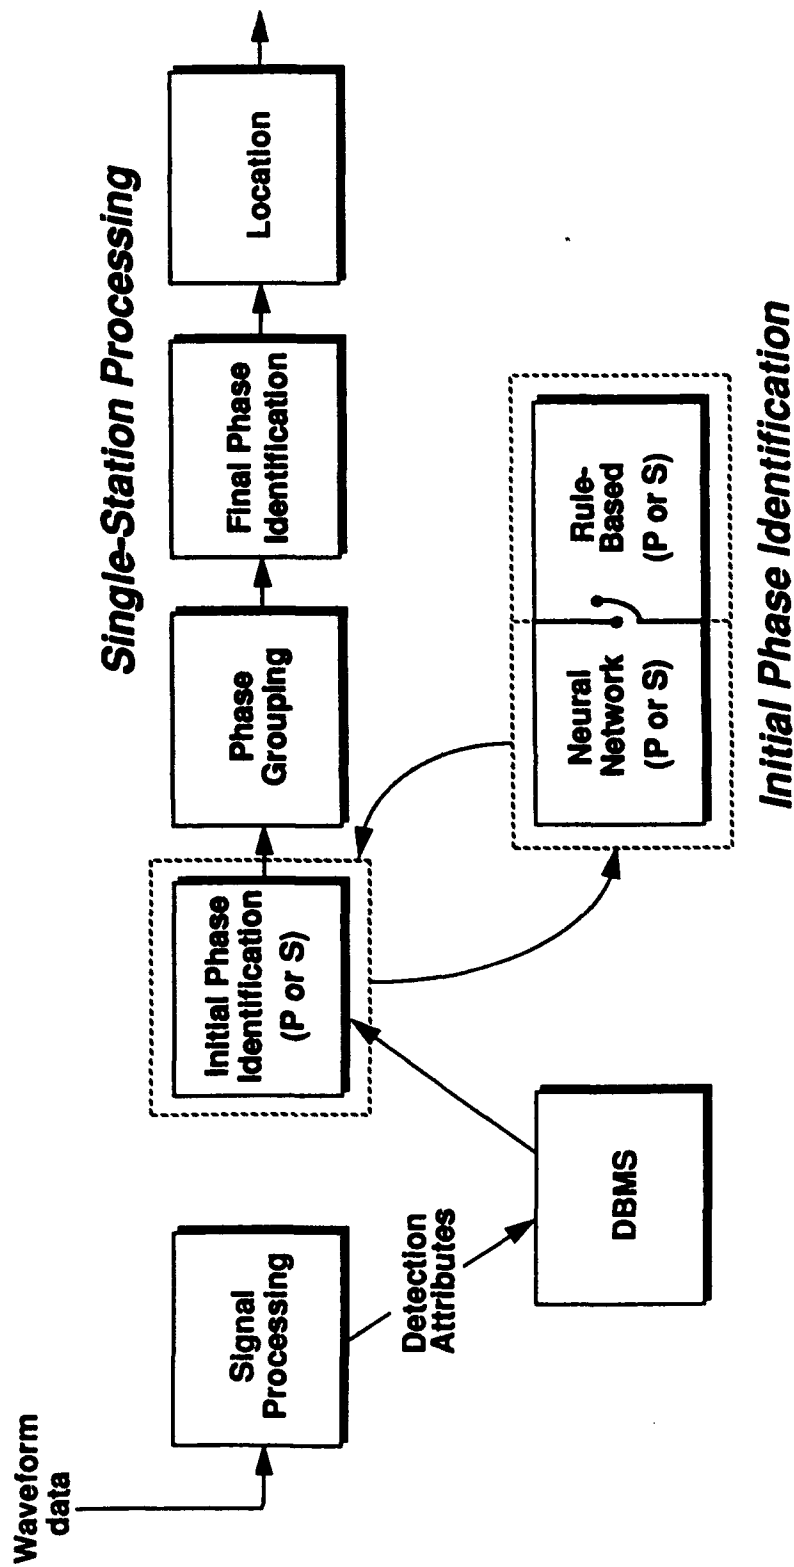 Single-Station Processing
Waveform
data
Signal
Processing
Initial Phase
Identification
(P or S)
Phase
Grouping
Final Phase
Identification
Location
Detection
Attributes
DBMS
Neural
Network
(P or S)
Rule-
Based
(P or S)
Initial Phase Identification